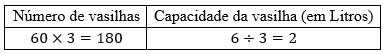 Número de vasilhas Capacidade da vasilha (em Litros)
60 × 3 = 180 6 ÷ 3 = 2